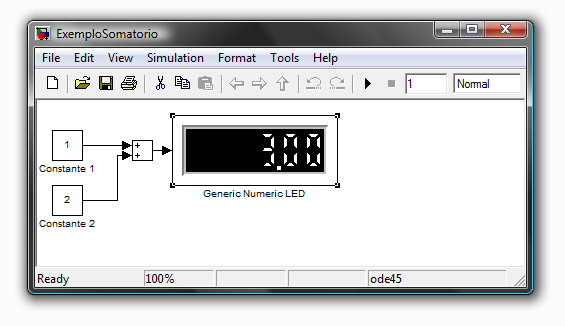 ExemploSomatorio
File Edit View Simulation Format Tools Help
1 Normal
1
Constante 1
+
+
3.00
Generic Numeric LED
2
Constante 2
Ready 100% ode45